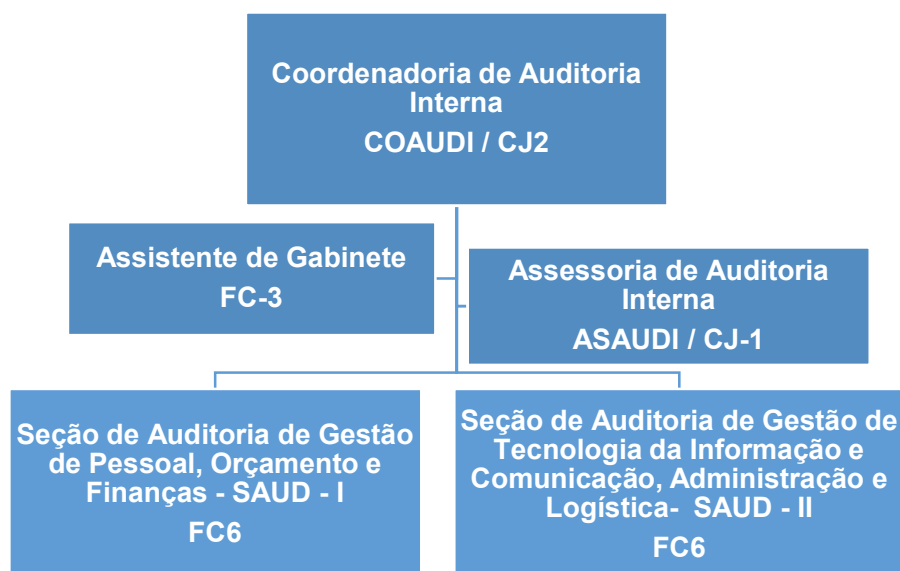 Coordenadoria de Auditoria
Interna
COAUDI / CJ2
Assistente de Gabinete
FC-3
Assessoria de Auditoria
Interna
ASAUDI / CJ-1
Seção de Auditoria de Gestão
de Pessoal, Orçamento e
Finanças - SAUD - I
FC6
Seção de Auditoria de Gestão de
Tecnologia da Informação e
Comunicação, Administração e
Logística- SAUD - II
FC6